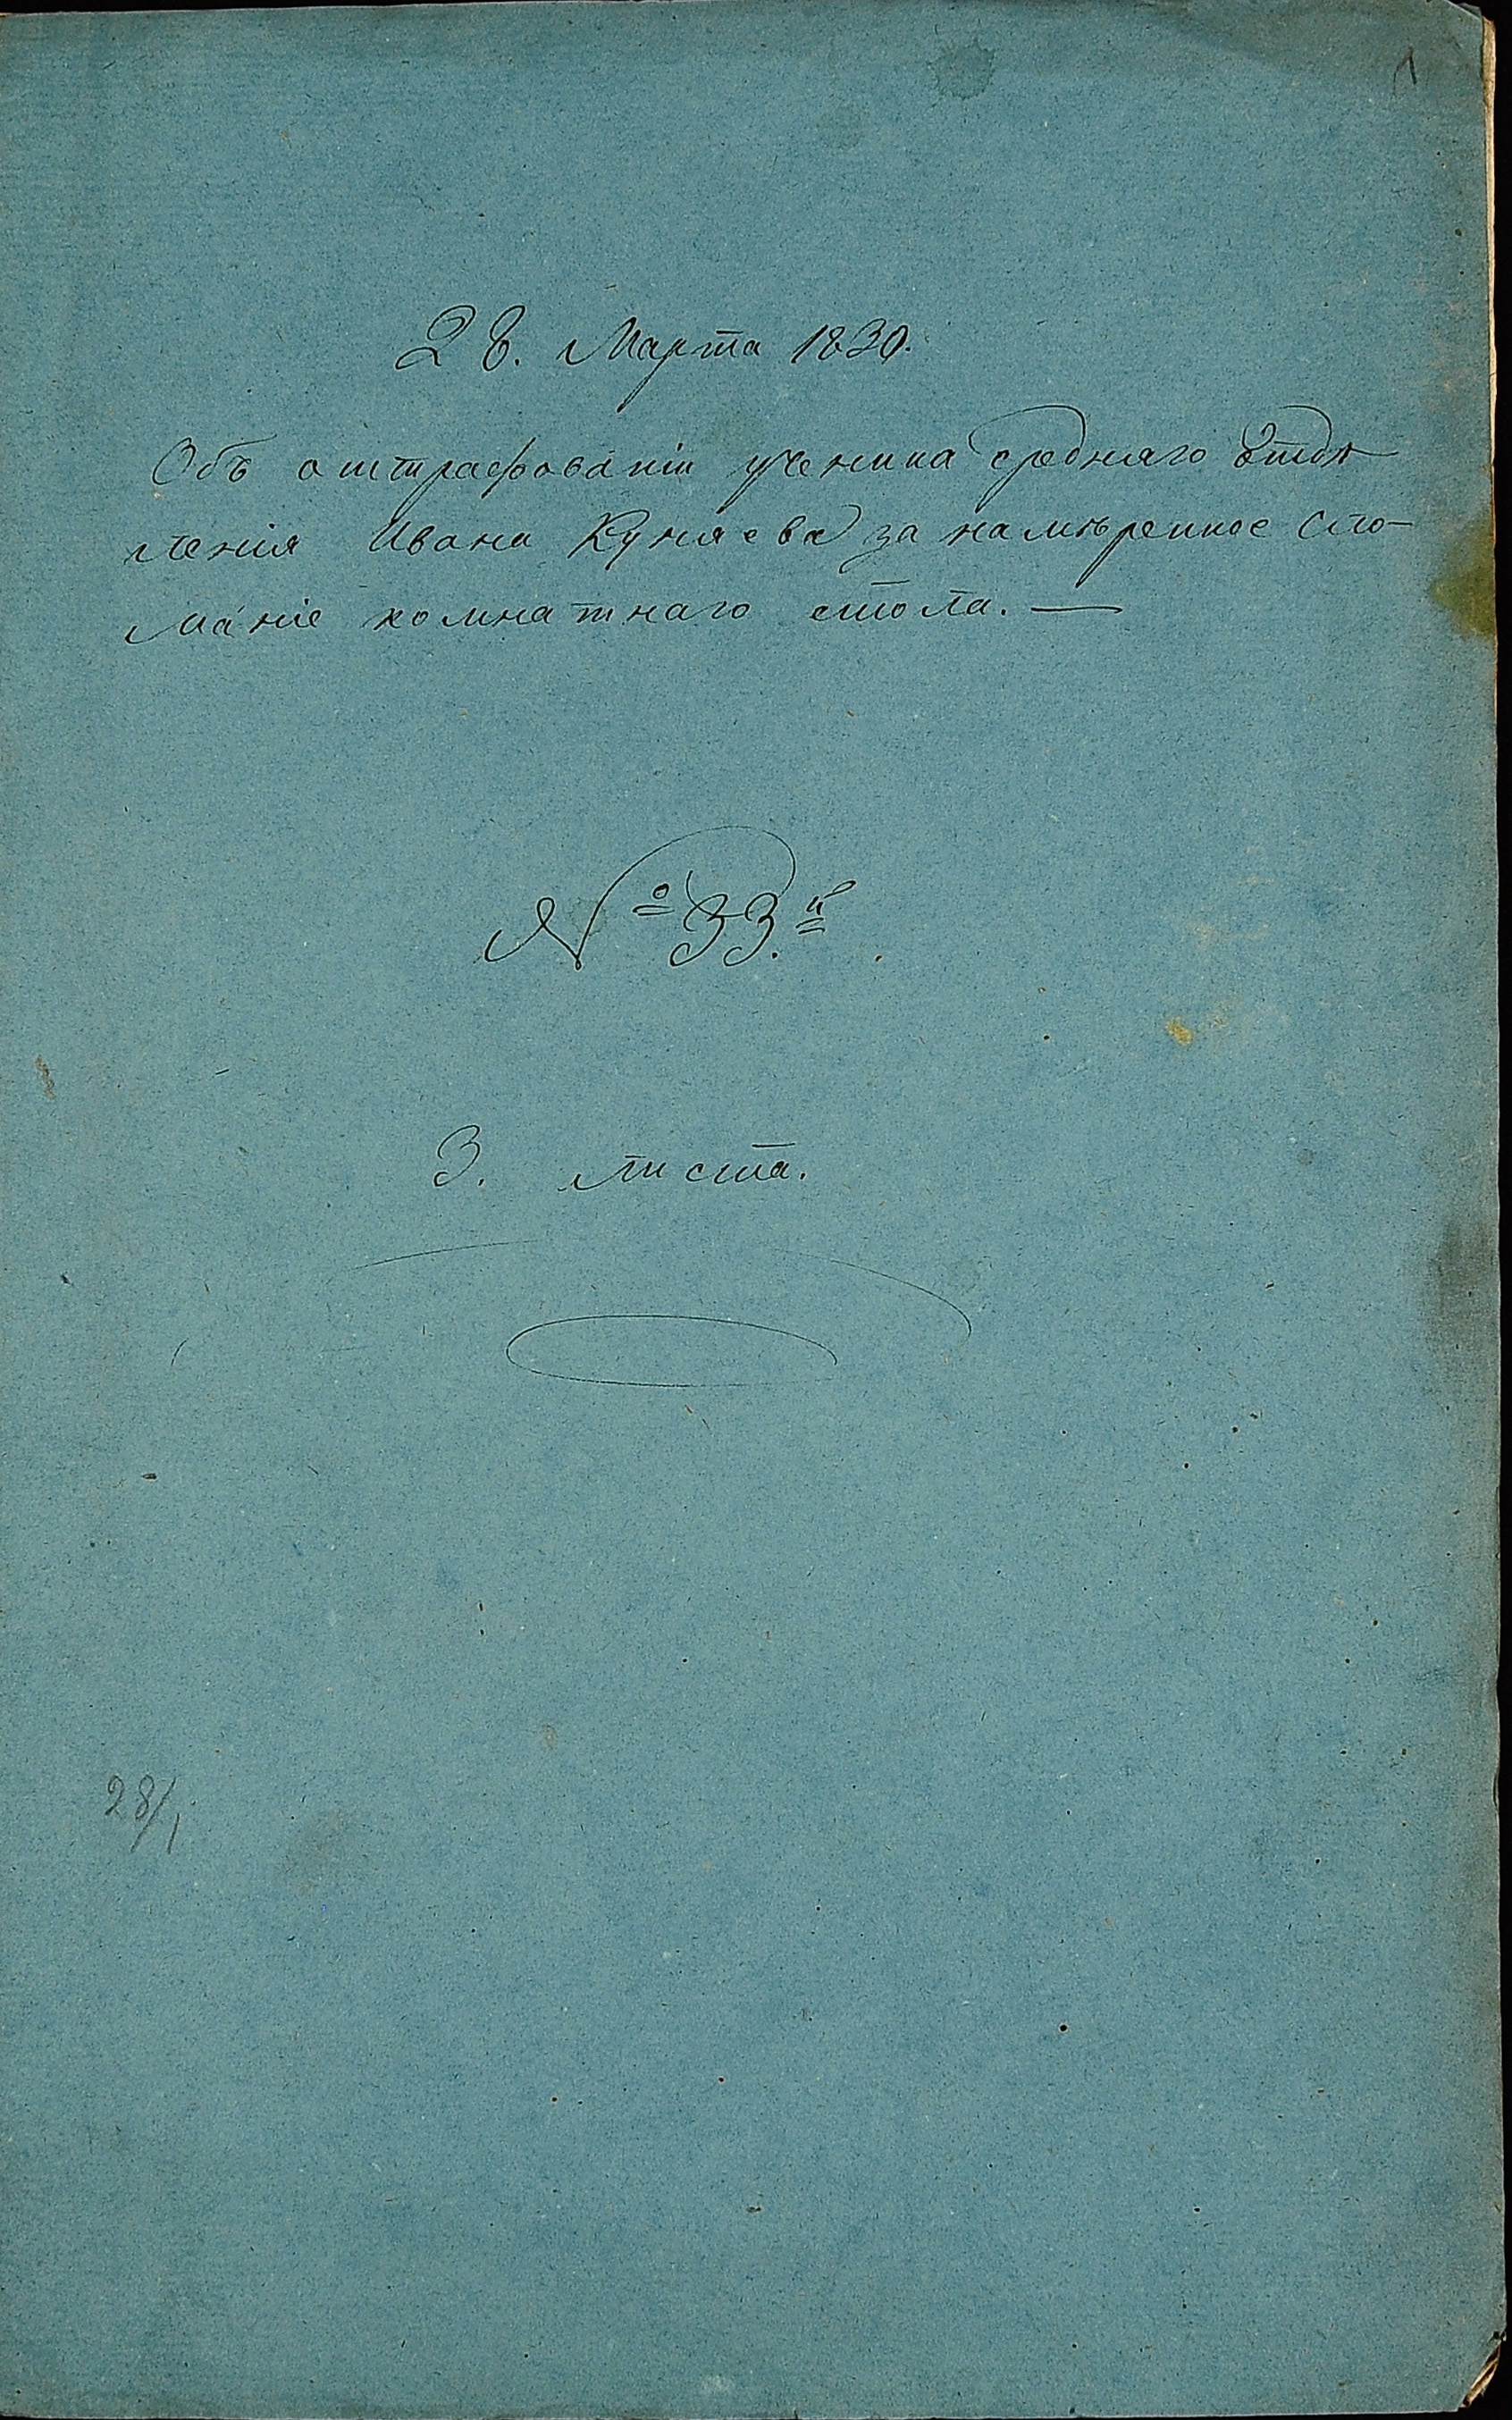 1
28. Марта 1830.
Объ оштрафованіи ученика средняго Отдѣ
ленія Ивана Куняева за намѣренное сло-
маніе комнатнаго стола. —
№ 33.й
3. листа.
28/1